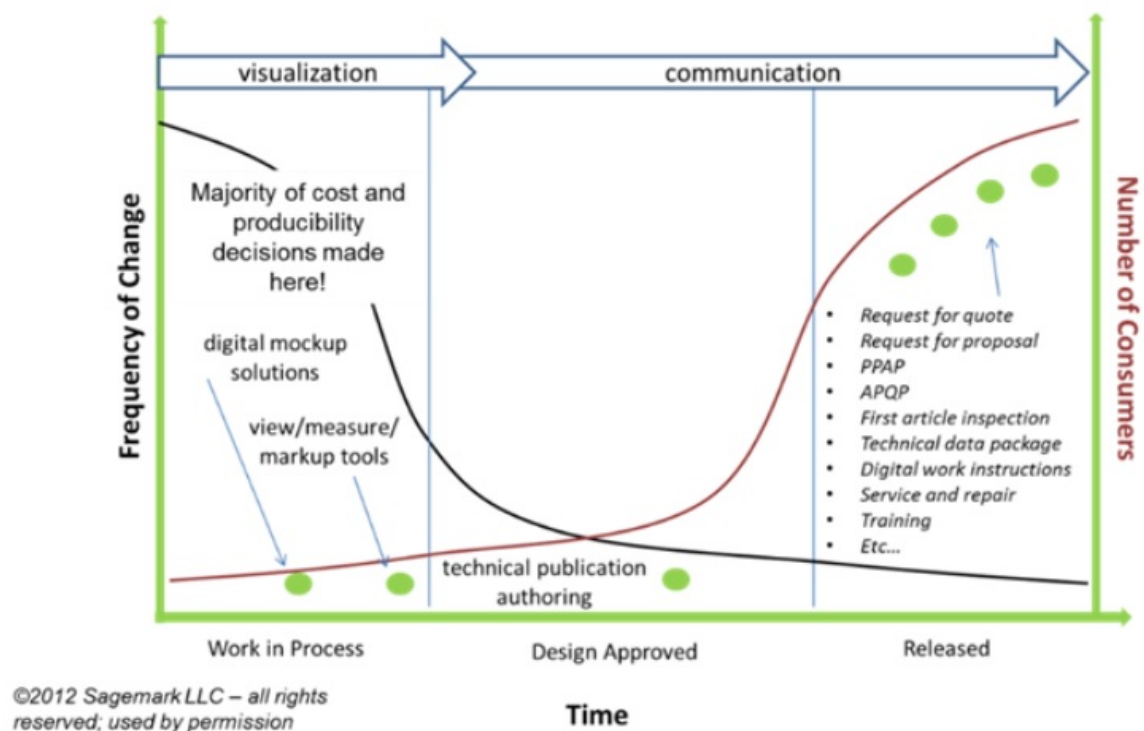 visualization
communication
Majority of cost and
producibility
decisions made
here!
Frequency of Change
Number of Consumers
digital mockup
solutions
view/measure/
markup tools
• Request for quote
• Request for proposal
• PPAP
• APQP
• First article inspection
• Technical data package
• Digital work instructions
• Service and repair
• Training
• Etc...
technical publication
authoring
Work in Process
Design Approved
Released
©2012 Sagemark LLC – all rights
reserved; used by permission
Time